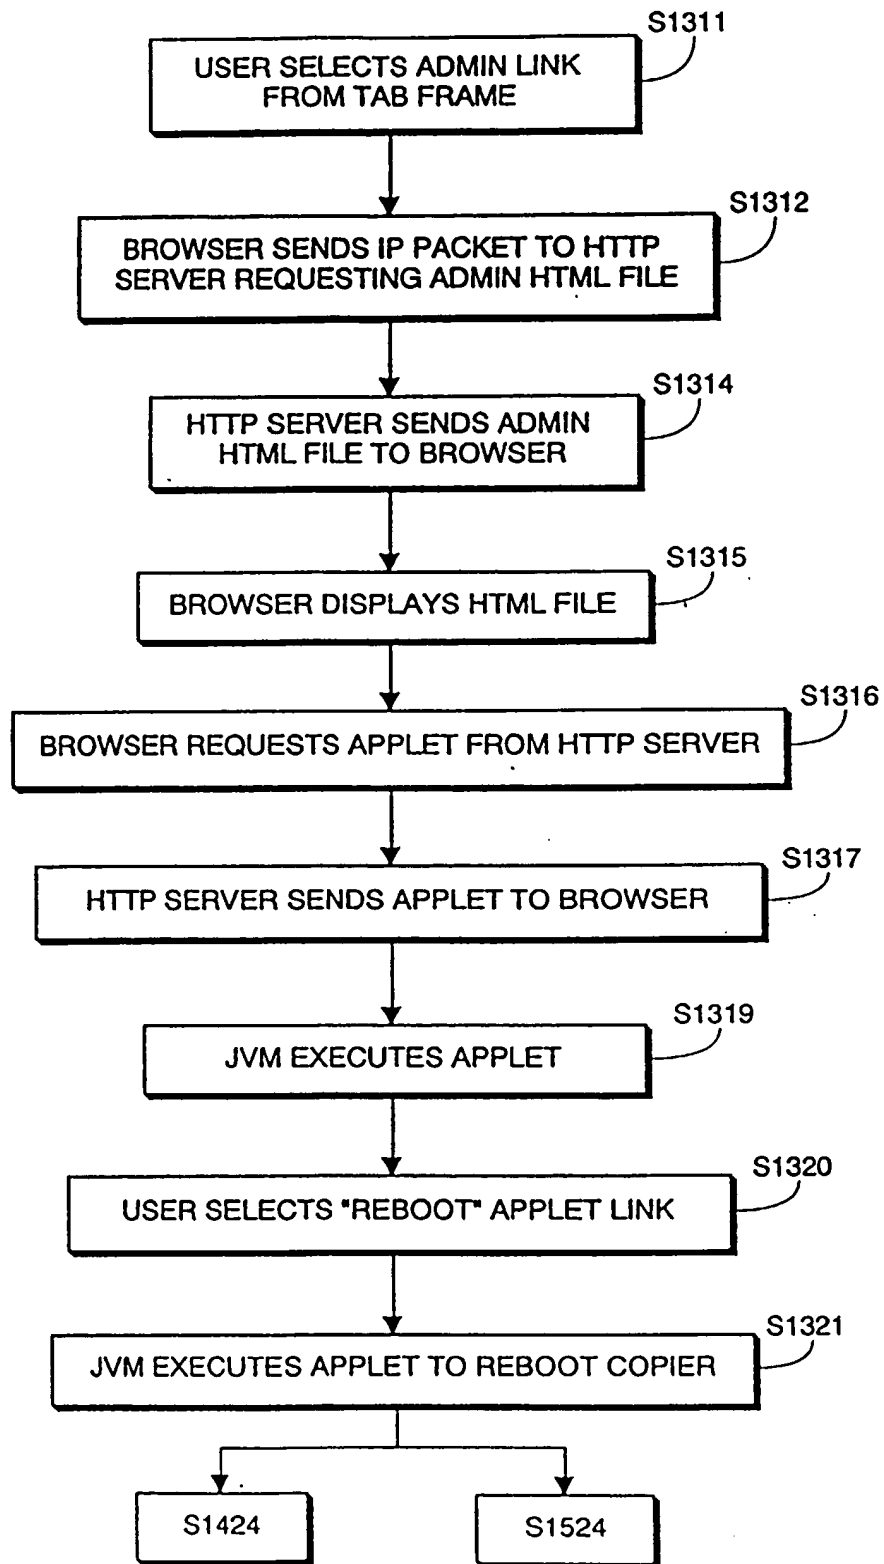 S1311
USER SELECTS ADMIN LINK
FROM TAB FRAME
S1312
BROWSER SENDS IP PACKET TO HTTP
SERVER REQUESTING ADMIN HTML FILE
S1314
HTTP SERVER SENDS ADMIN
HTML FILE TO BROWSER
S1315
BROWSER DISPLAYS HTML FILE
S1316
BROWSER REQUESTS APPLET FROM HTTP SERVER
S1317
HTTP SERVER SENDS APPLET TO BROWSER
S1319
JVM EXECUTES APPLET
S1320
USER SELECTS "REBOOT" APPLET LINK
S1321
JVM EXECUTES APPLET TO REBOOT COPIER
S1424
S1524